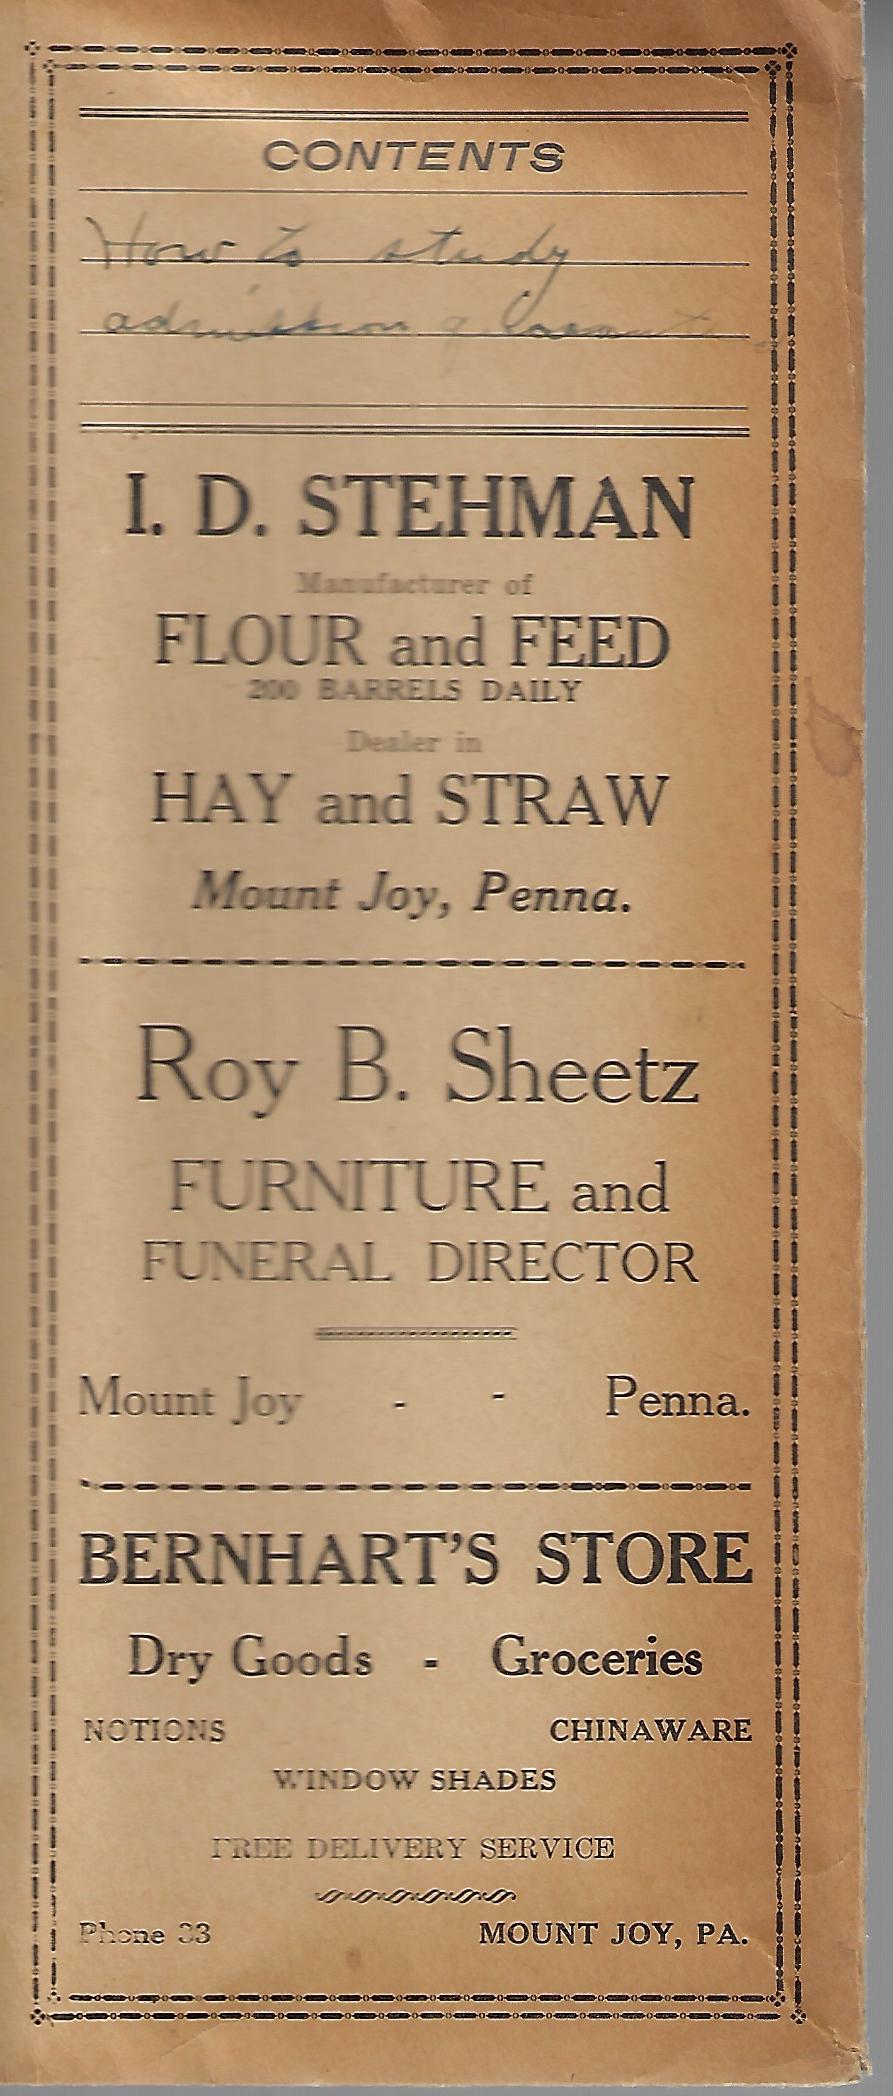 CONTENTS
How to study
admission of
I. D. STEHMAN
Manufacturer of
FLOUR and FEED
200 BARRELS DAILY
Dealer in
HAY and STRAW
Mount Joy, Penna.
Roy B. Sheetz
FURNITURE and
FUNERAL DIRECTOR
Mount Joy - - Penna.
BERNHART'S STORE
Dry Goods - Groceries
NOTIONS CHINAWARE
WINDOW SHADES
FREE DELIVERY SERVICE
Phone 33 MOUNT JOY, PA.